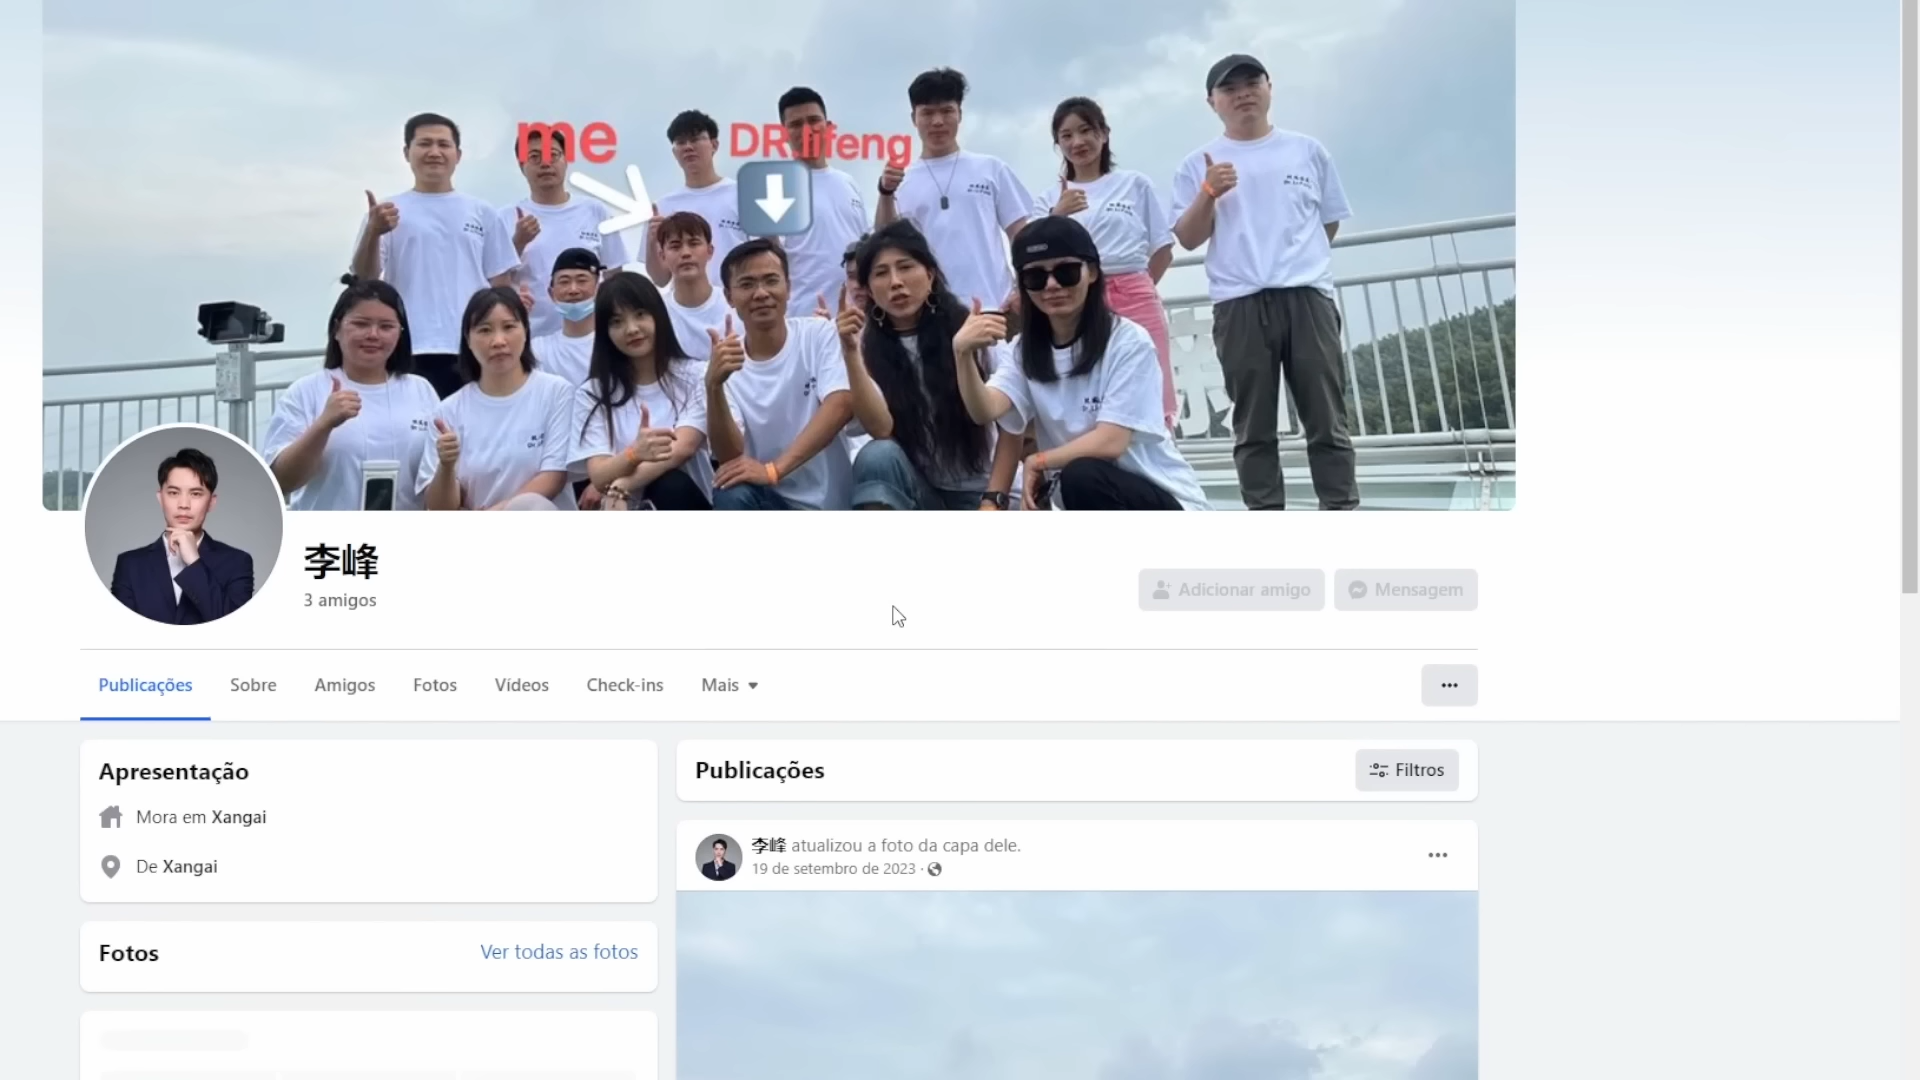 me
DR.lifeng
李峰
3 amigos
Adicionar amigo
Mensagem
Publicações
Sobre
Amigos
Fotos
Vídeos
Check-ins
Mais
Apresentação
Mora em Xangai
De Xangai
Fotos
Ver todas as fotos
Publicações
Filtros
李峰 atualizou a foto da capa dele.
19 de setembro de 2023 ·